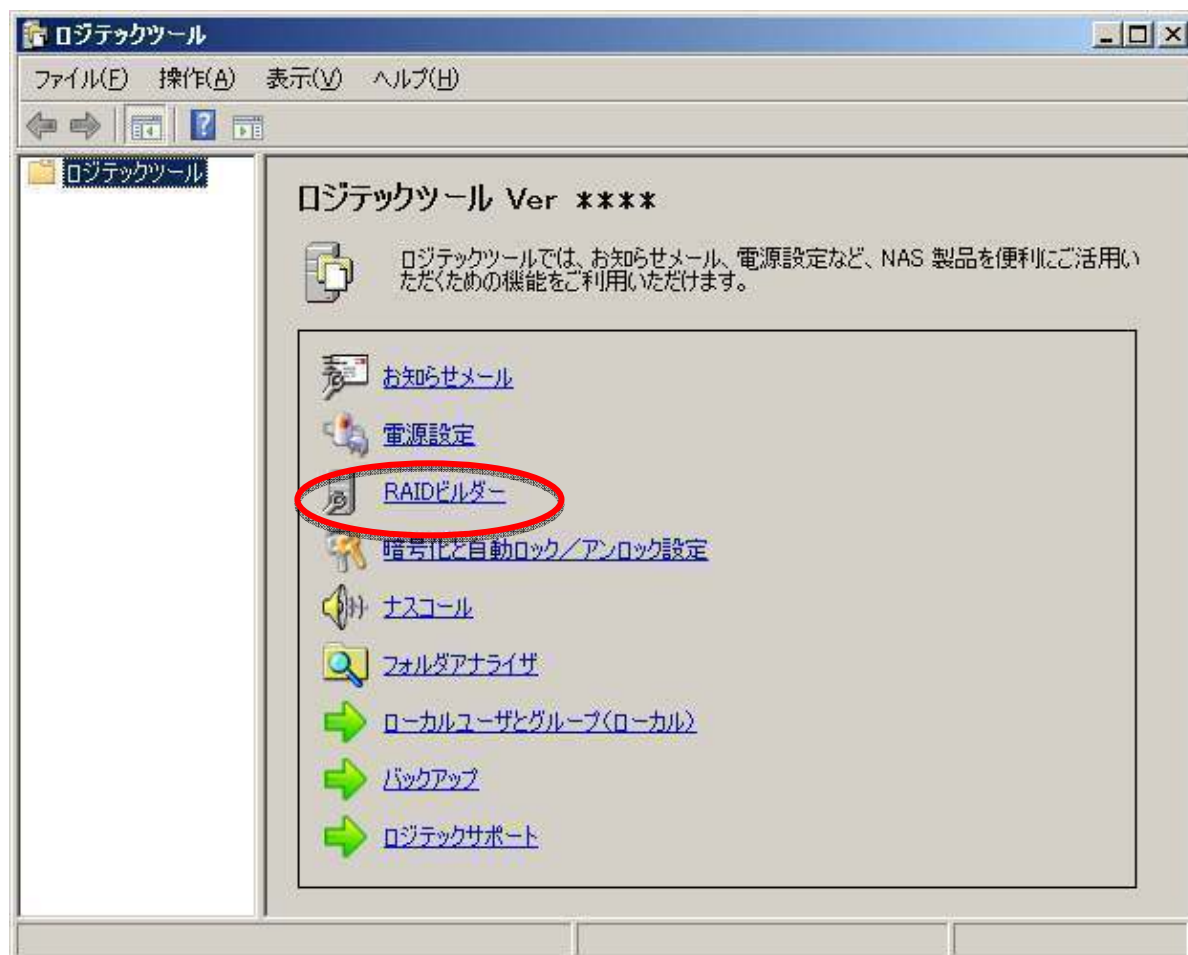 ロジテックツール
ファイル(F) 操作(A) 表示(V) ヘルプ(H)
ロジテックツール
ロジテックツール Ver ****
ロジテックツールでは、お知らせメール、電源設定など、NAS 製品を便利にご活用い
ただくための機能をご利用いただけます。
お知らせメール
電源設定
RAIDビルダー
暗号化と自動ロック／アンロック設定
ナスコール
フォルダアナライザ
ローカルユーザとグループ(ローカル)
バックアップ
ロジテックサポート